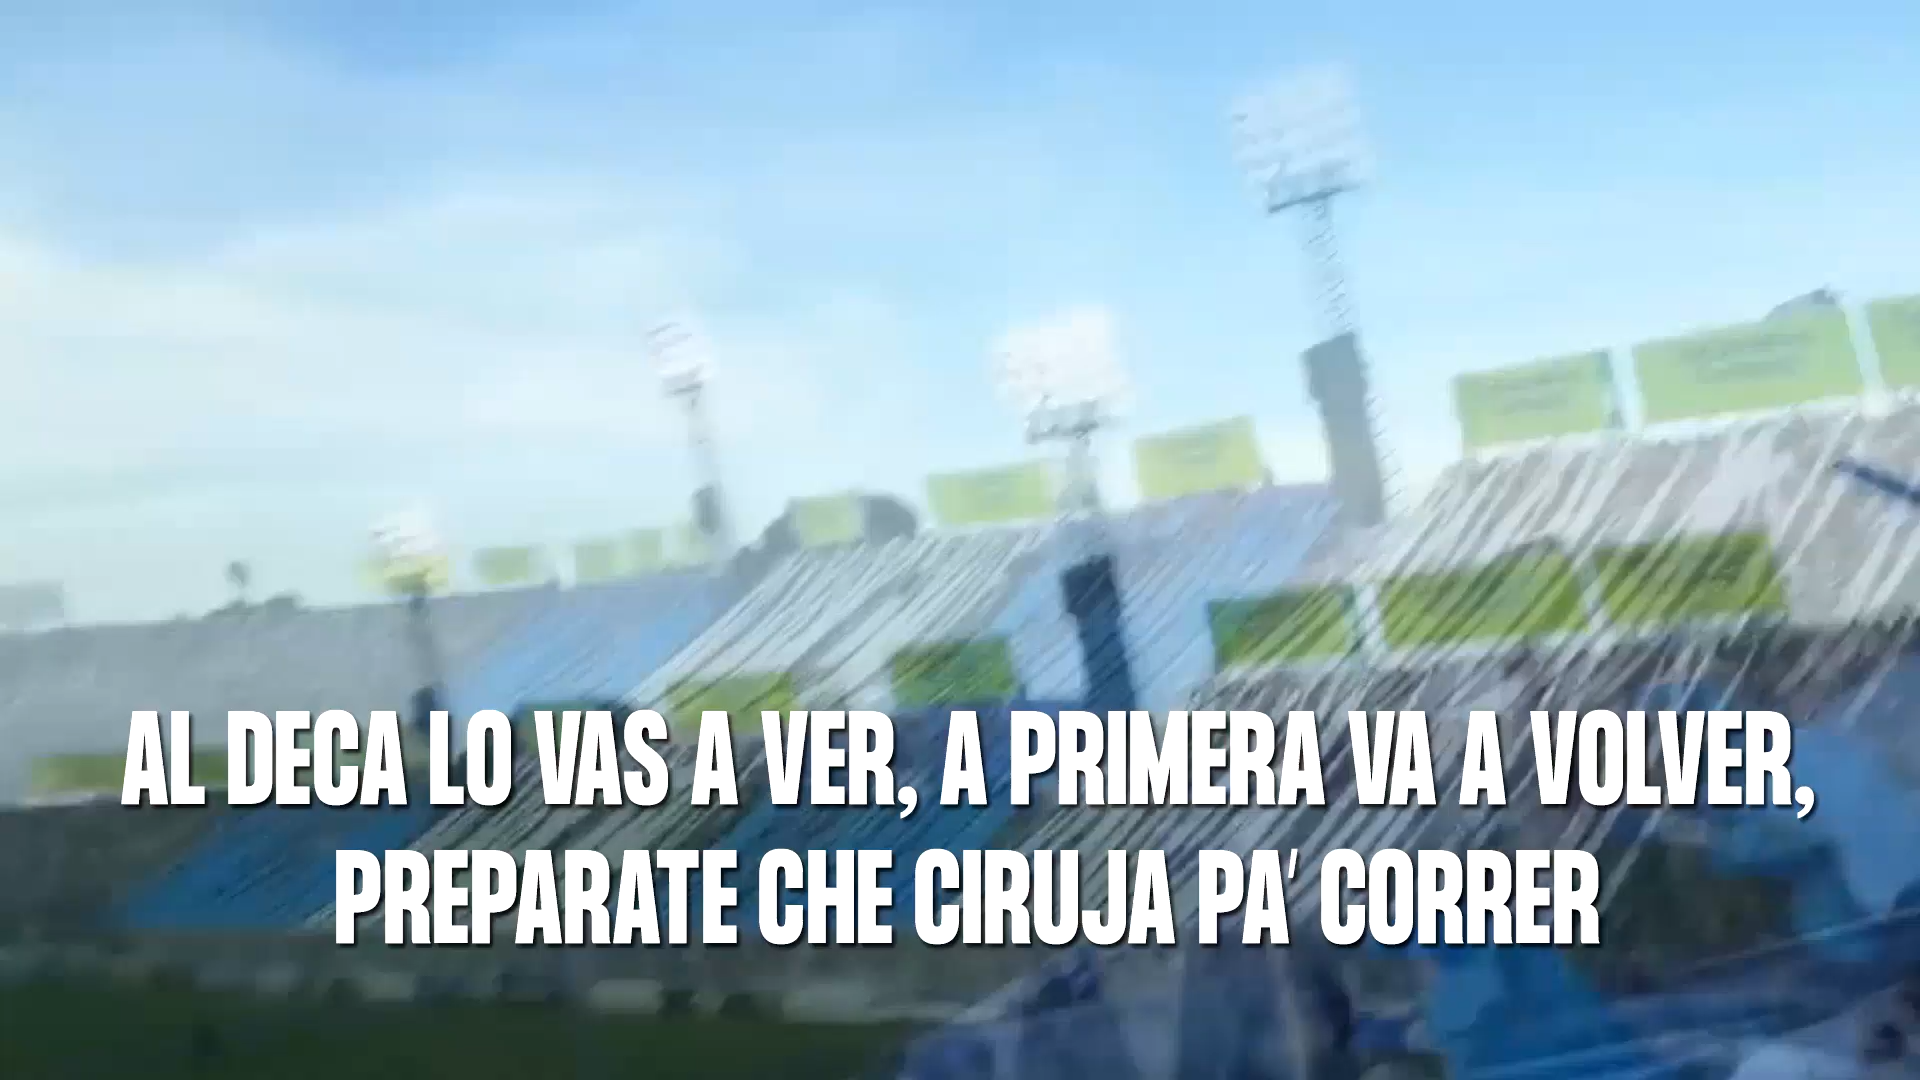 AL DECA LO VAS A VER, A PRIMERA VA A VOLVER,
PREPARATE CHE CIRUJA PA' CORRER